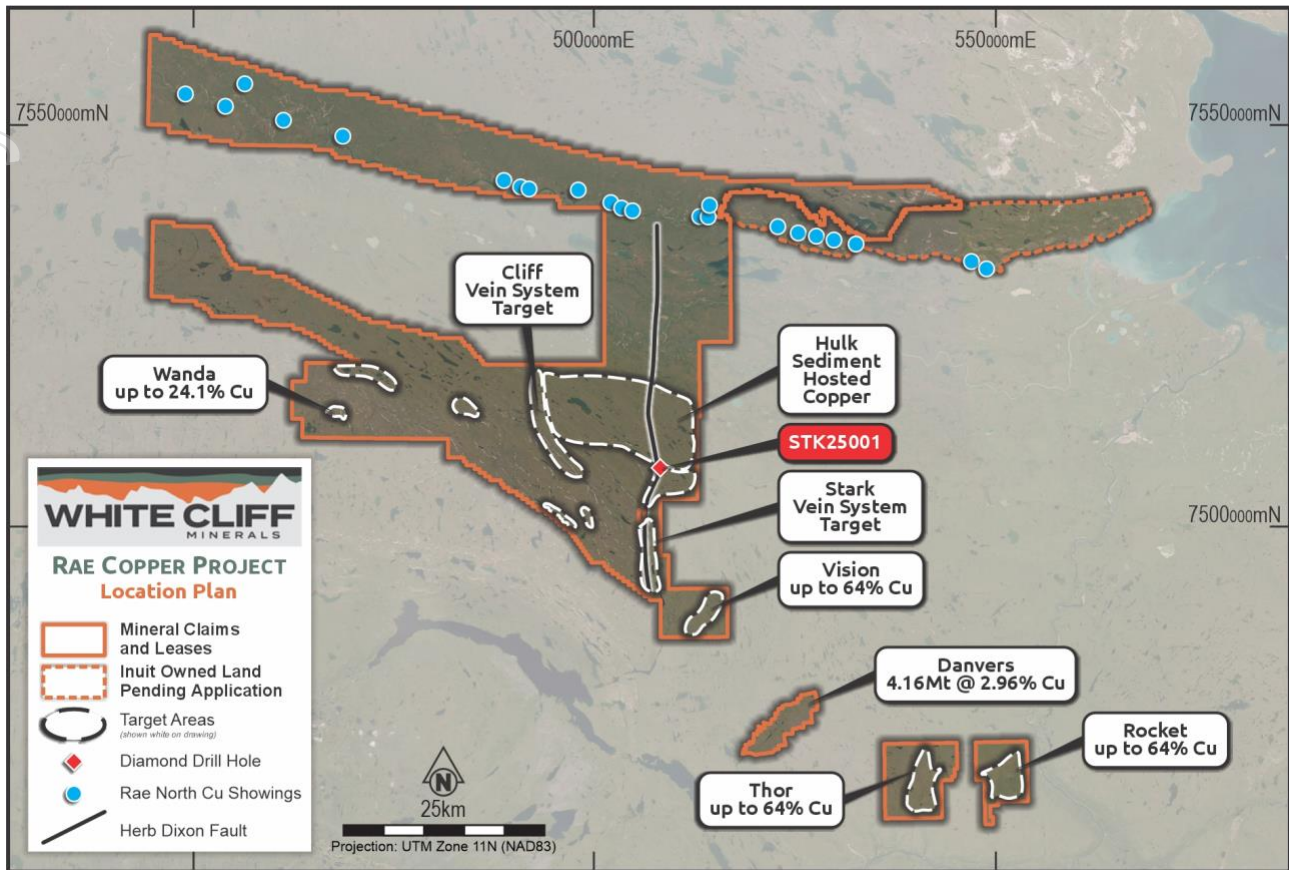 500000mE
550000mE
7550000mN
7550000mN
Cliff
Vein System
Target
Wanda
up to 24.1% Cu
Hulk
Sediment
Hosted
Copper
STK25001
Stark
Vein System
Target
7500000mN
Vision
up to 64% Cu
Danvers
4.16Mt @ 2.96% Cu
Rocket
up to 64% Cu
Thor
up to 64% Cu
WHITE CLIFF
MINERALS
RAE COPPER PROJECT
Location Plan
Mineral Claims
and Leases
Inuit Owned Land
Pending Application
Target Areas
(shown white on drawing)
Diamond Drill Hole
Rae North Cu Showings
Herb Dixon Fault
N
25km
Projection: UTM Zone 11N (NAD83)